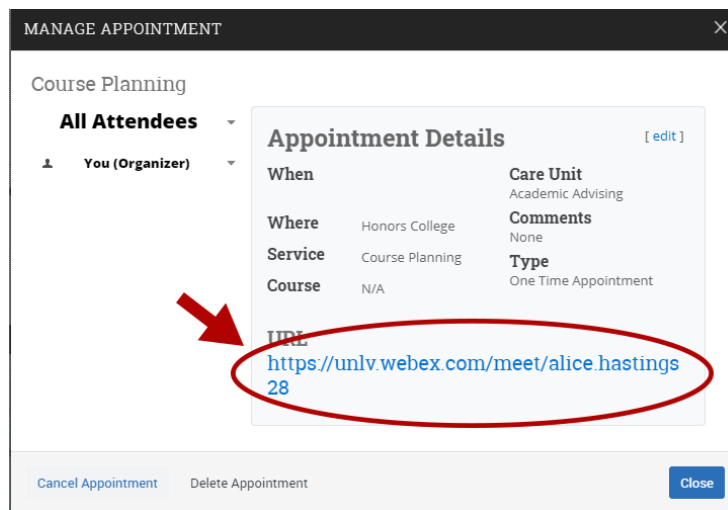 MANAGE APPOINTMENT
Course Planning
All Attendees
You (Organizer)
Appointment Details
[ edit ]
When
Care Unit
Academic Advising
Where
Honors College
Comments
None
Service
Course Planning
Type
One Time Appointment
Course
N/A
URL
https://unlv.webex.com/meet/alice.hastings
28
Cancel Appointment
Delete Appointment
Close